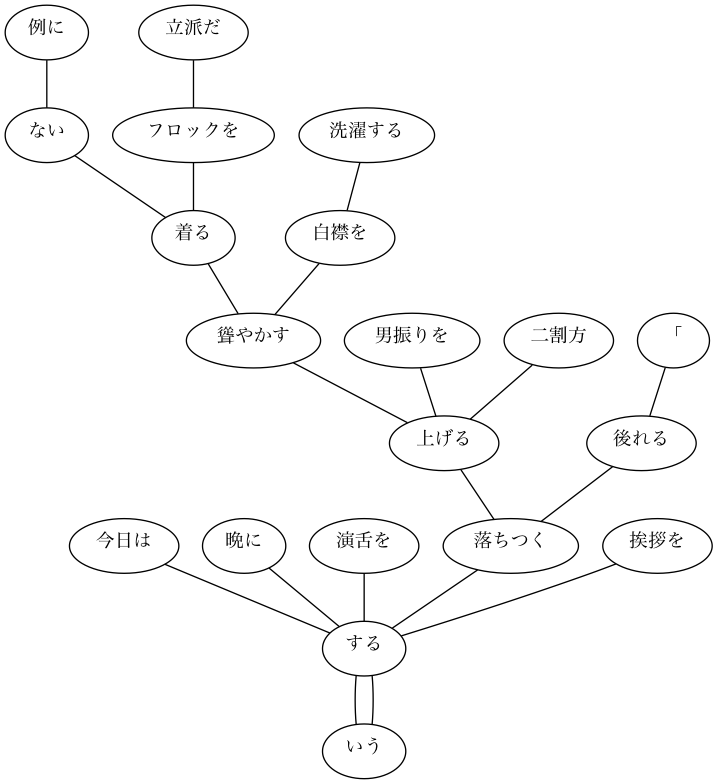 例に 立派だ
ない フロックを 洗濯する
着る 白襟を
聳やかす 男振りを 二割方 「
上げる 後れる
今日は 晩に 演舌を 落ちつく 挨拶を
する
いう